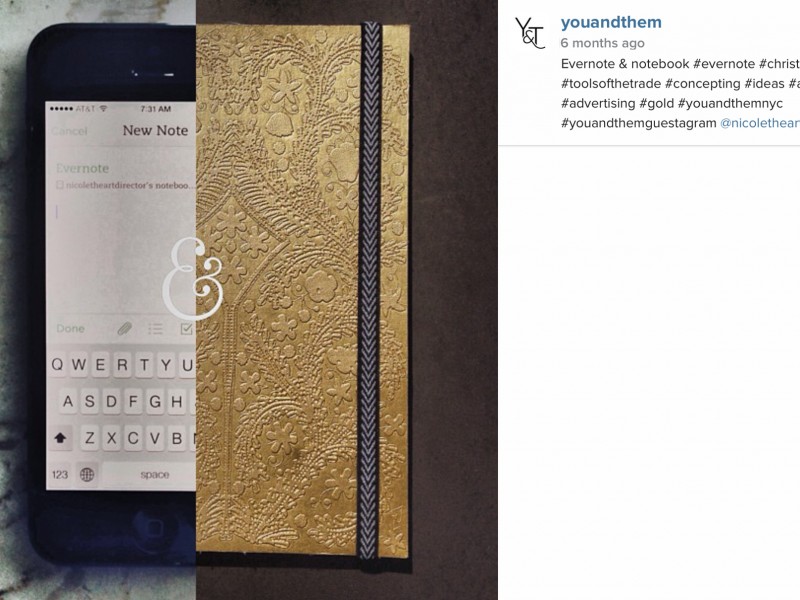 AT&T 7:31 AM
Cancel New Note
Evernote
nicoletheartdirector's noteboo...
&
Done
Q W E R T Y U
A S D F G H
Z X C V B
123 space
Y&T
youandthem
6 months ago
Evernote & notebook #evernote #christ
#toolsofthetrade #concepting #ideas #a
#advertising #gold #youandthemnyc
#youandthemguestagram @nicolethear